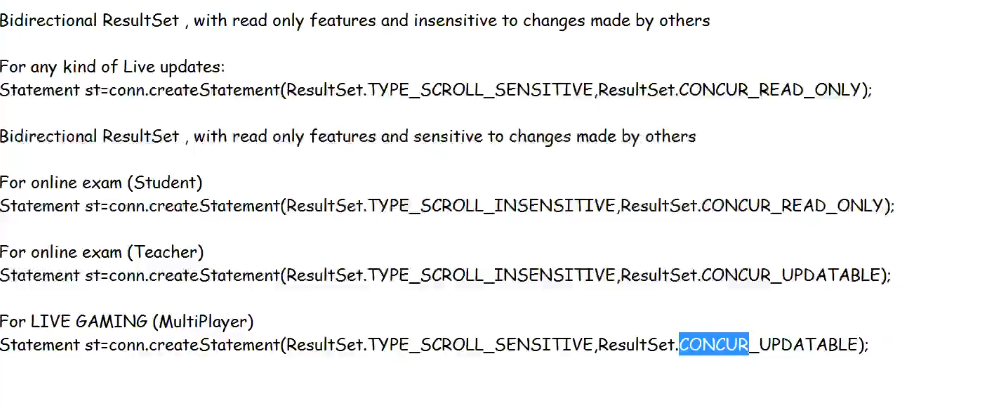 Bidirectional ResultSet , with read only features and insensitive to changes made by others
For any kind of Live updates:
Statement st=conn.createStatement(ResultSet.TYPE_SCROLL_SENSITIVE,ResultSet.CONCUR_READ_ONLY);
Bidirectional ResultSet , with read only features and sensitive to changes made by others
For online exam (Student)
Statement st=conn.createStatement(ResultSet.TYPE_SCROLL_INSENSITIVE,ResultSet.CONCUR_READ_ONLY);
For online exam (Teacher)
Statement st=conn.createStatement(ResultSet.TYPE_SCROLL_INSENSITIVE,ResultSet.CONCUR_UPDATABLE);
For LIVE GAMING (MultiPlayer)
Statement st=conn.createStatement(ResultSet.TYPE_SCROLL_SENSITIVE,ResultSet.CONCUR_UPDATABLE);